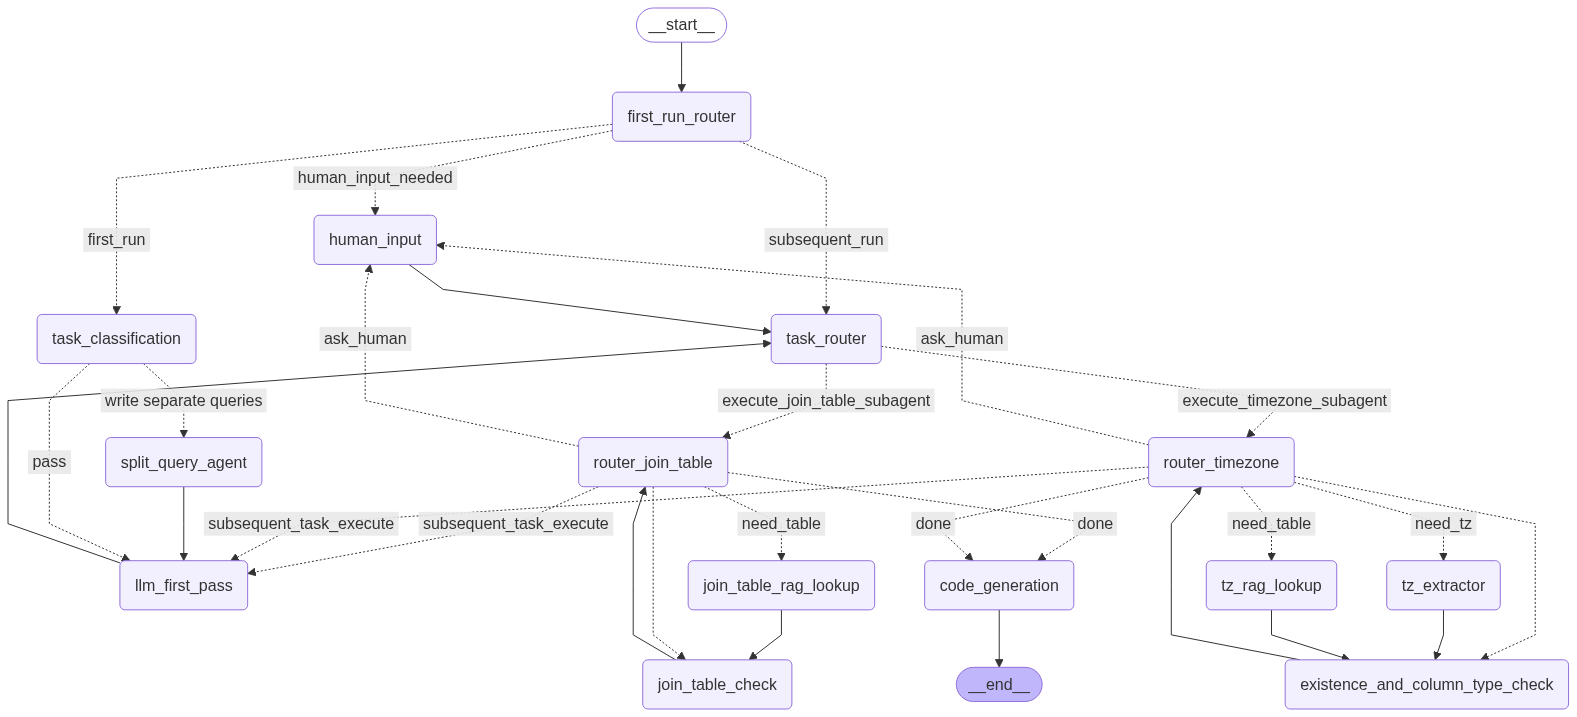 __start__
first_run_router
human_input_needed
first_run
human_input
subsequent_run
task_classification
ask_human
task_router
ask_human
write separate queries
execute_join_table_subagent
execute_timezone_subagent
pass
split_query_agent
router_join_table
router_timezone
subsequent_task_execute
subsequent_task_execute
need_table
done
done
need_table
need_tz
llm_first_pass
join_table_rag_lookup
code_generation
tz_rag_lookup
tz_extractor
join_table_check
__end__
existence_and_column_type_check